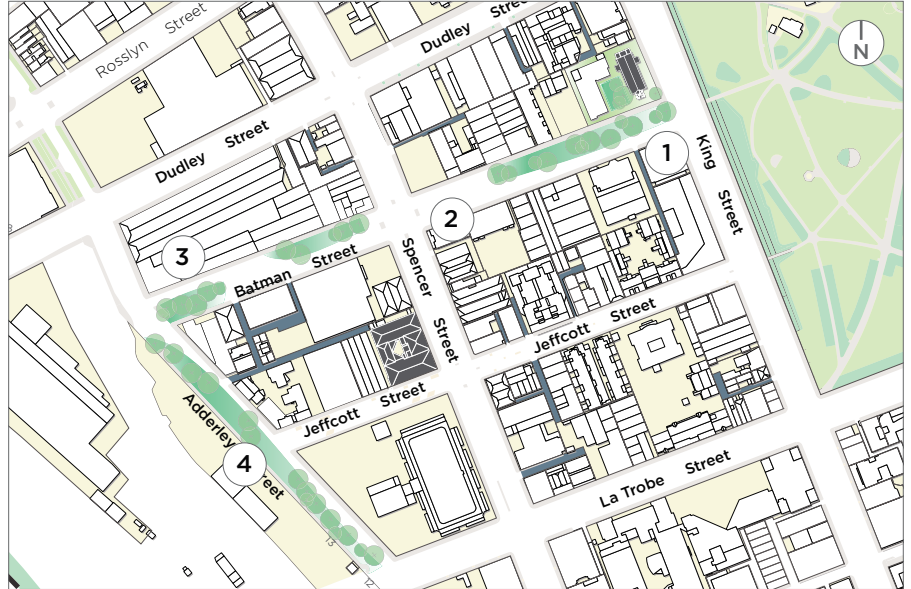 Rosslyn Street
Dudley Street
N
Dudley Street
1
King Street
2
3
Batman Street
Spencer Street
Jeffcott Street
Jeffcott Street
Adderley Street
4
La Trobe Street
13
12